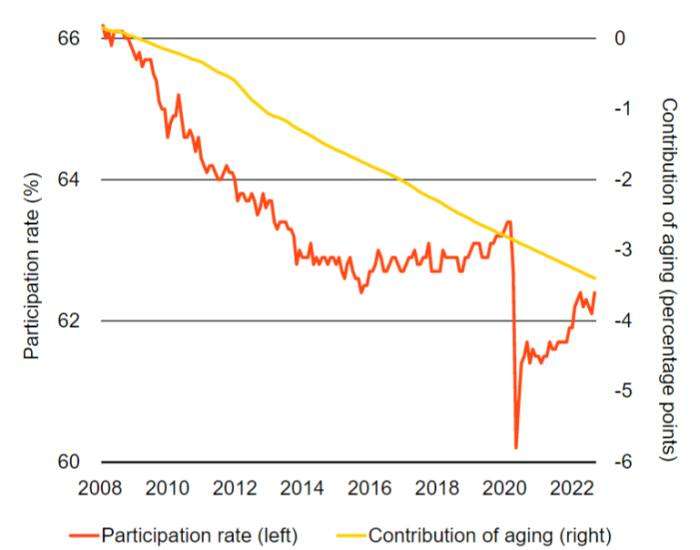 66
64
62
60
Participation rate (%)
0
-1
-2
-3
-4
-5
-6
Contribution of aging (percentage points)
2008 2010 2012 2014 2016 2018 2020 2022
Participation rate (left) Contribution of aging (right)